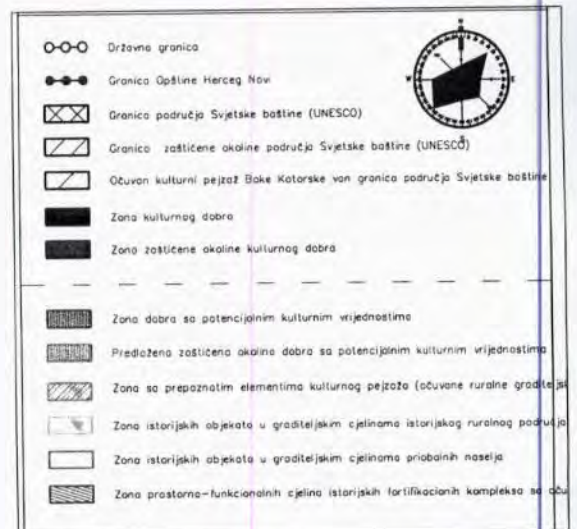 Državna granica
Granica Opštine Herceg Novi
Granica područja Svjetske baštine (UNESCO)
Granica zaštićene okoline područja Svjetske baštine (UNESCO)
Očuvan kulturni pejzaž Boke Kotorske van granica područja Svjetske baštine
Zona kulturnog dobra
Zona zaštićene okoline kulturnog dobra
Zona dobra sa potencijalnim kulturnim vrijednostima
Predložena zaštićena okolina dobra sa potencijalnim kulturnim vrijednostima
Zona sa prepoznatim elementima kulturnog pejzaža (očuvane ruralne graditeljs
Zona istorijskih objekata u graditeljskim cjelinama istorijskog ruralnog područja
Zona istorijskih objekata u graditeljskim cjelinama priobalnih naselja
Zona prostorno-funkcionalnih cjelina istorijskih fortifikacionih kompleksa sa oču